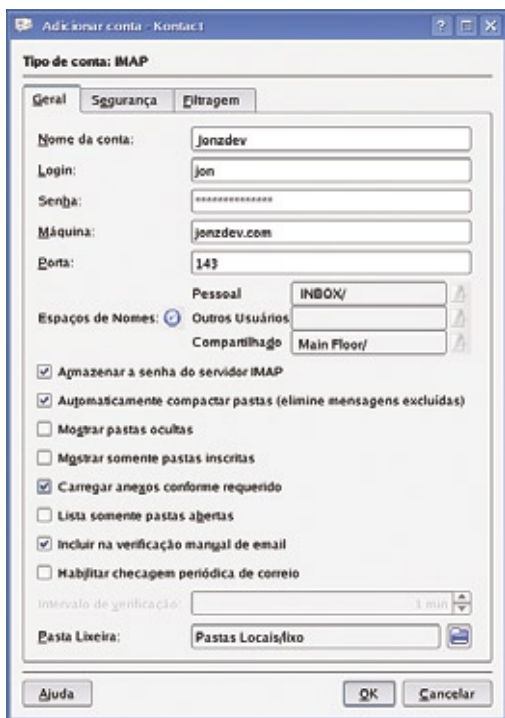 Adicionar conta - Kontact
Tipo de conta: IMAP
Geral Segurança Filtragem
Nome da conta: Jonzdev
Login: jon
Senha: **************
Máquina: jonzdev.com
Porta: 143
Pessoal INBOX/
Espaços de Nomes: Outros Usuários
Compartilhado Main Floor/
Armazenar a senha do servidor IMAP
Automaticamente compactar pastas (elimine mensagens excluídas)
Mostrar pastas ocultas
Mostrar somente pastas inscritas
Carregar anexos conforme requerido
Lista somente pastas abertas
Incluir na verificação manual de email
Habilitar checagem periódica de correio
Intervalo de verificação: 1 min
Pasta Lixeira: Pastas Locais/lixo
Ajuda OK Cancelar